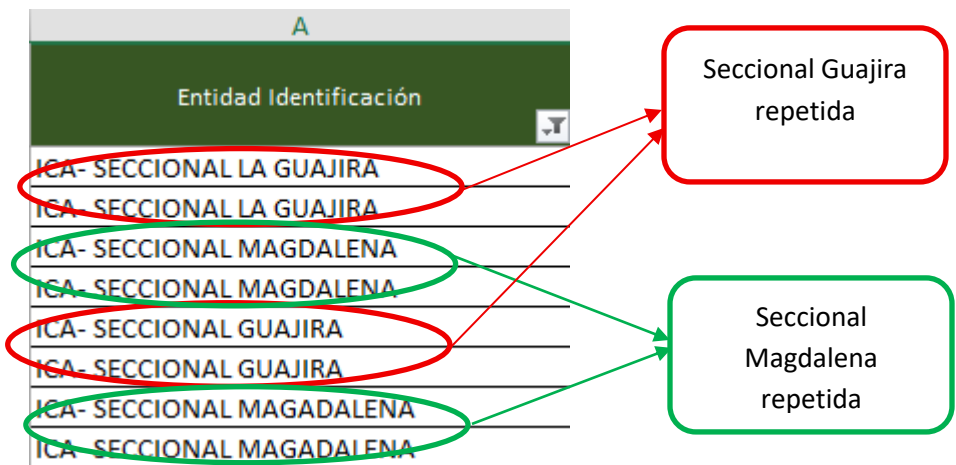 A
Entidad Identificación
ICA- SECCIONAL LA GUAJIRA
ICA- SECCIONAL LA GUAJIRA
ICA- SECCIONAL MAGDALENA
ICA- SECCIONAL MAGDALENA
ICA- SECCIONAL GUAJIRA
ICA- SECCIONAL GUAJIRA
ICA- SECCIONAL MAGADALENA
ICA- SECCIONAL MAGADALENA
Seccional Guajira
repetida
Seccional
Magdalena
repetida